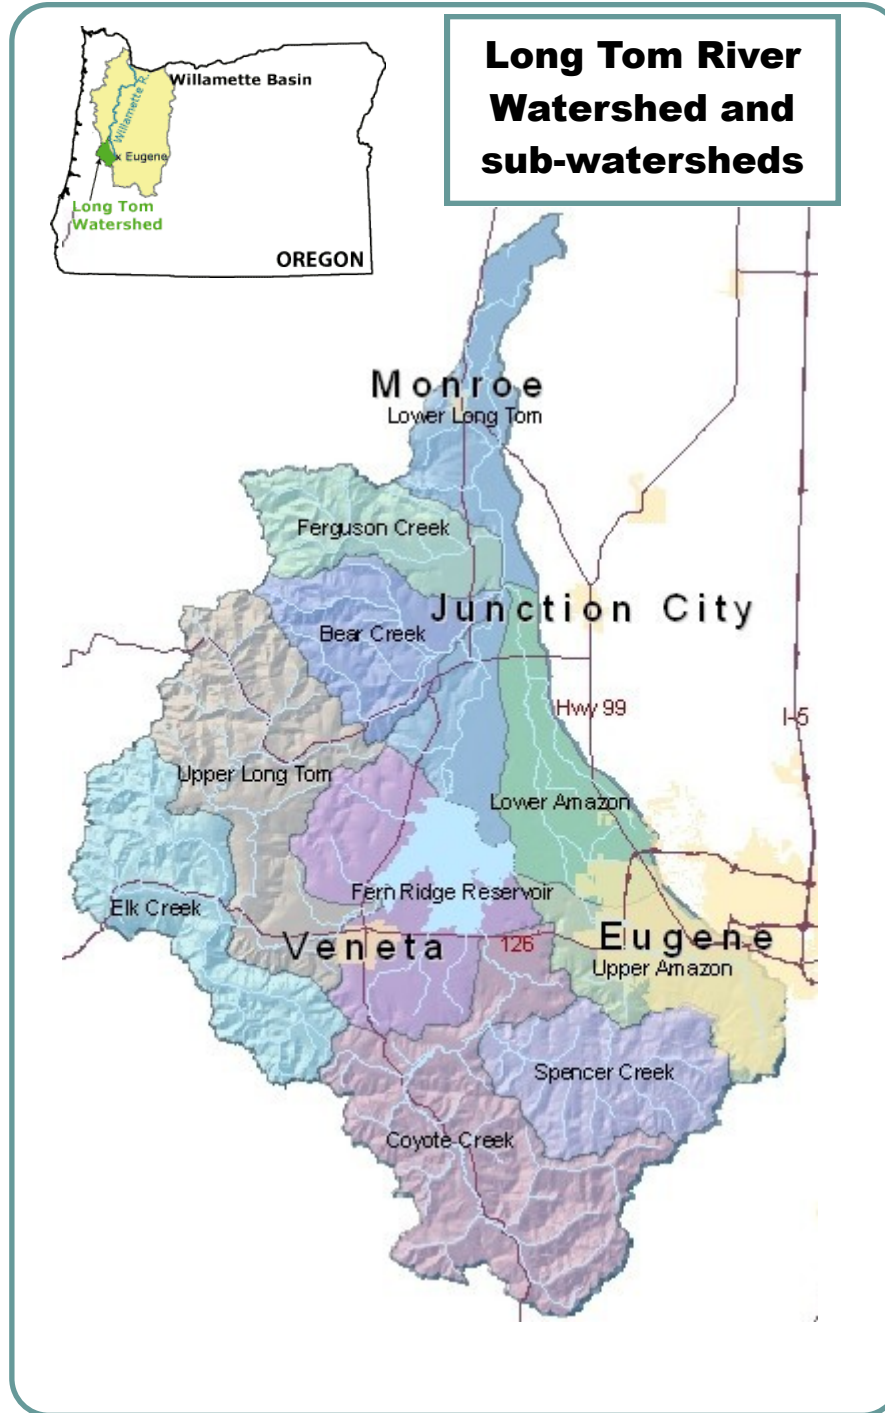 Long Tom River
Watershed and
sub-watersheds
Willamette Basin
Willamette R.
x Eugene
Long Tom
Watershed
OREGON
Monroe
Lower Long Tom
Ferguson Creek
Junction City
Bear Creek
Hwy 99
I-5
Upper Long Tom
Lower Amazon
Fern Ridge Reservoir
Elk Creek
Veneta
126
Eugene
Upper Amazon
Spencer Creek
Coyote Creek